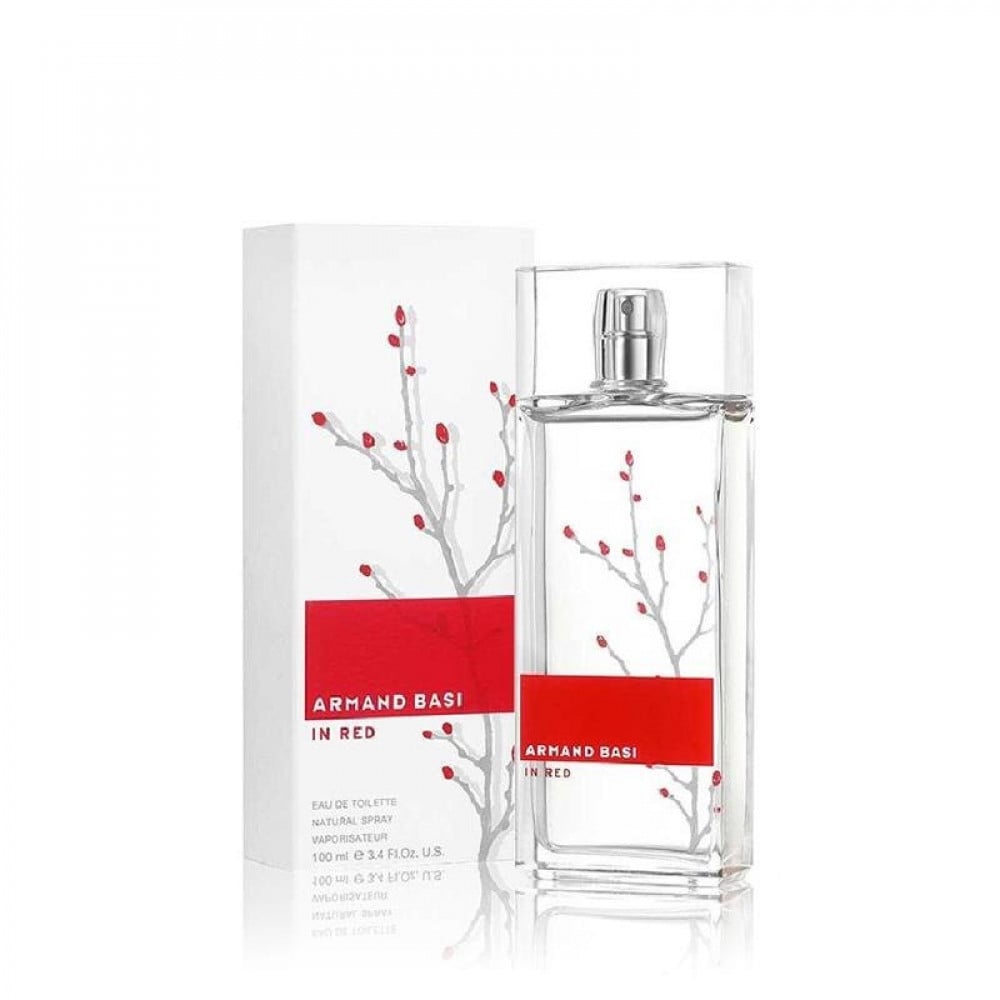 ARMAND BASI
IN RED
EAU DE TOILETTE
NATURAL SPRAY
VAPORISATEUR
100 ml ℮ 3.4 Fl.Oz. U.S.
ARMAND BASI
IN RED